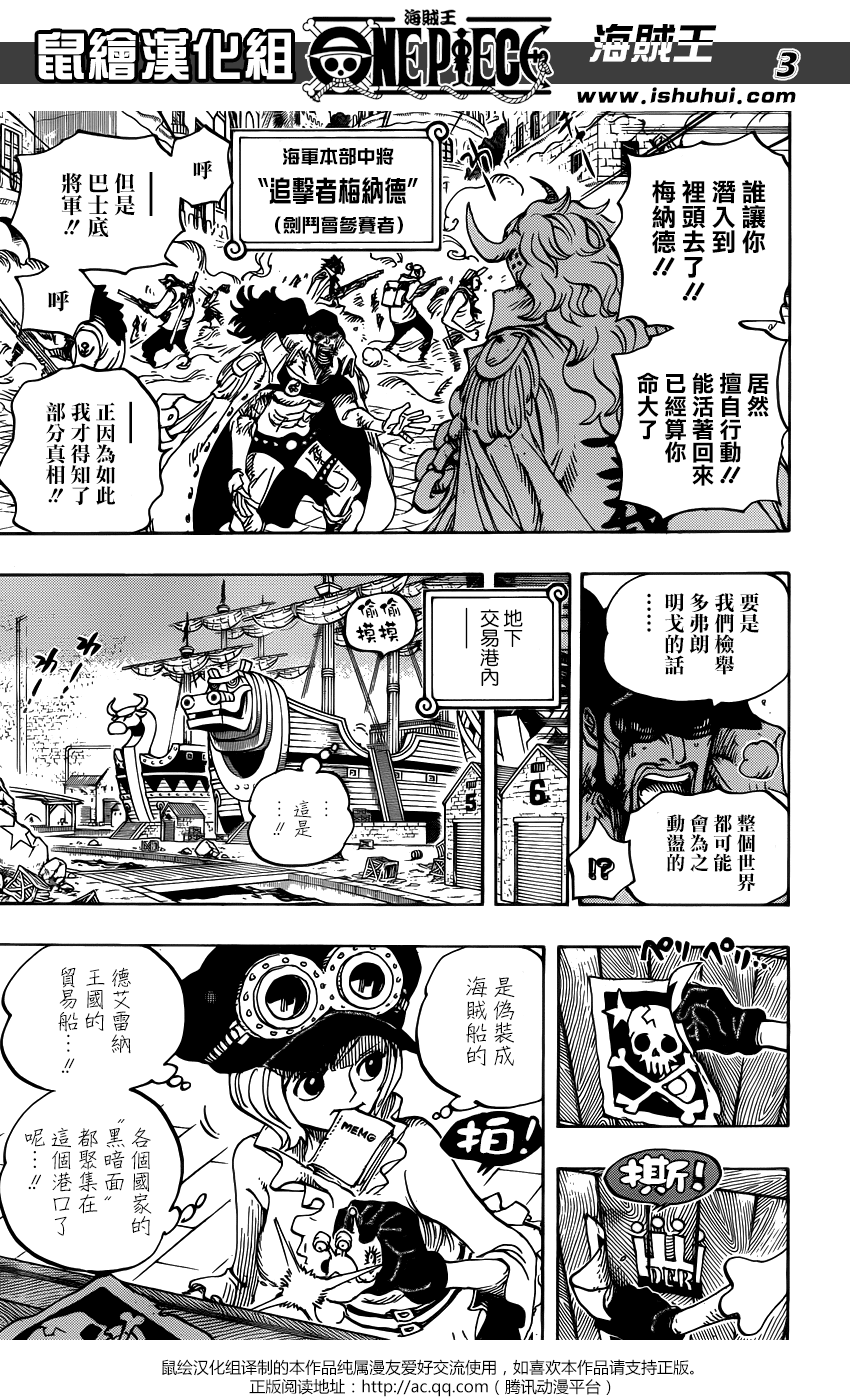 鼠繪漢化組
海賊王
ONE PIECE
海賊王
3
www.ishuhui.com
誰讓你
潛入到
裡頭去了!!
梅納德!!
居然
擅自行動!!
能活著回來
已經算你
命大了
海軍本部中將
“追擊者梅納德”
(劍鬥會參賽者)
呼
但是
巴士底
將軍!!
呼
正因為如此
我才得知了
部分真相!!
要是
我們檢舉
多弗朗
明戈的話
……
整個世界
都可能
會為之
動盪的
!?
地下
交易港內
偷偷
摸摸
5
6
…
這是
…!!
ペリペリ…
撕!
DER
是偽裝成
海賊船的
MEMO
拍!
德艾雷納
王國的
貿易船…!!
各個國家的
“黑暗面”
都聚集在
這個港口了
呢…!!
鼠绘汉化组译制的本作品纯属漫友爱好交流使用，如喜欢本作品请支持正版。
正版阅读地址：http://ac.qq.com（腾讯动漫平台）